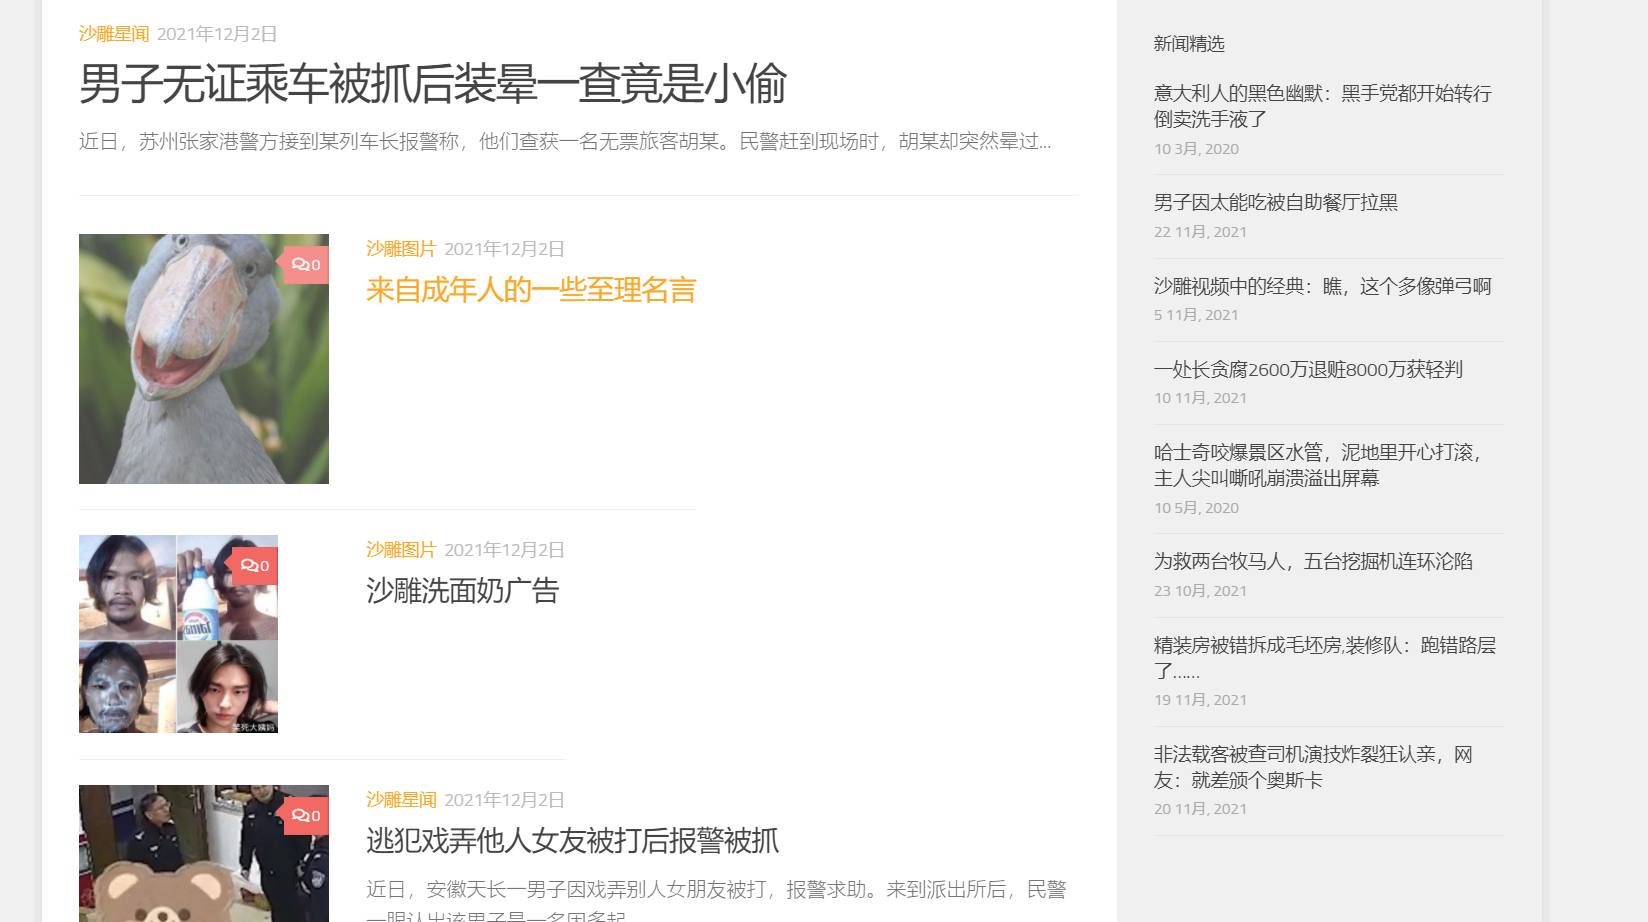 沙雕星闻 2021年12月2日
男子无证乘车被抓后装晕一查竟是小偷
近日，苏州张家港警方接到某列车长报警称，他们查获一名无票旅客胡某。民警赶到现场时，胡某却突然晕过...
0
沙雕图片 2021年12月2日
来自成年人的一些至理名言
0
沙雕图片 2021年12月2日
沙雕洗面奶广告
笑死大姨妈
0
沙雕星闻 2021年12月2日
逃犯戏弄他人女友被打后报警被抓
近日，安徽天长一男子因戏弄别人女朋友被打，报警求助。来到派出所后，民警
一眼认出该男子是一名因多起
新闻精选
意大利人的黑色幽默：黑手党都开始转行
倒卖洗手液了
10 3月, 2020
男子因太能吃被自助餐厅拉黑
22 11月, 2021
沙雕视频中的经典：瞧，这个多像弹弓啊
5 11月, 2021
一处长贪腐2600万退赃8000万获轻判
10 11月, 2021
哈士奇咬爆景区水管，泥地里开心打滚，
主人尖叫嘶吼崩溃溢出屏幕
10 5月, 2020
为救两台牧马人，五台挖掘机连环沦陷
23 10月, 2021
精装房被错拆成毛坯房,装修队：跑错路层
了……
19 11月, 2021
非法载客被查司机演技炸裂狂认亲，网
友：就差颁个奥斯卡
20 11月, 2021